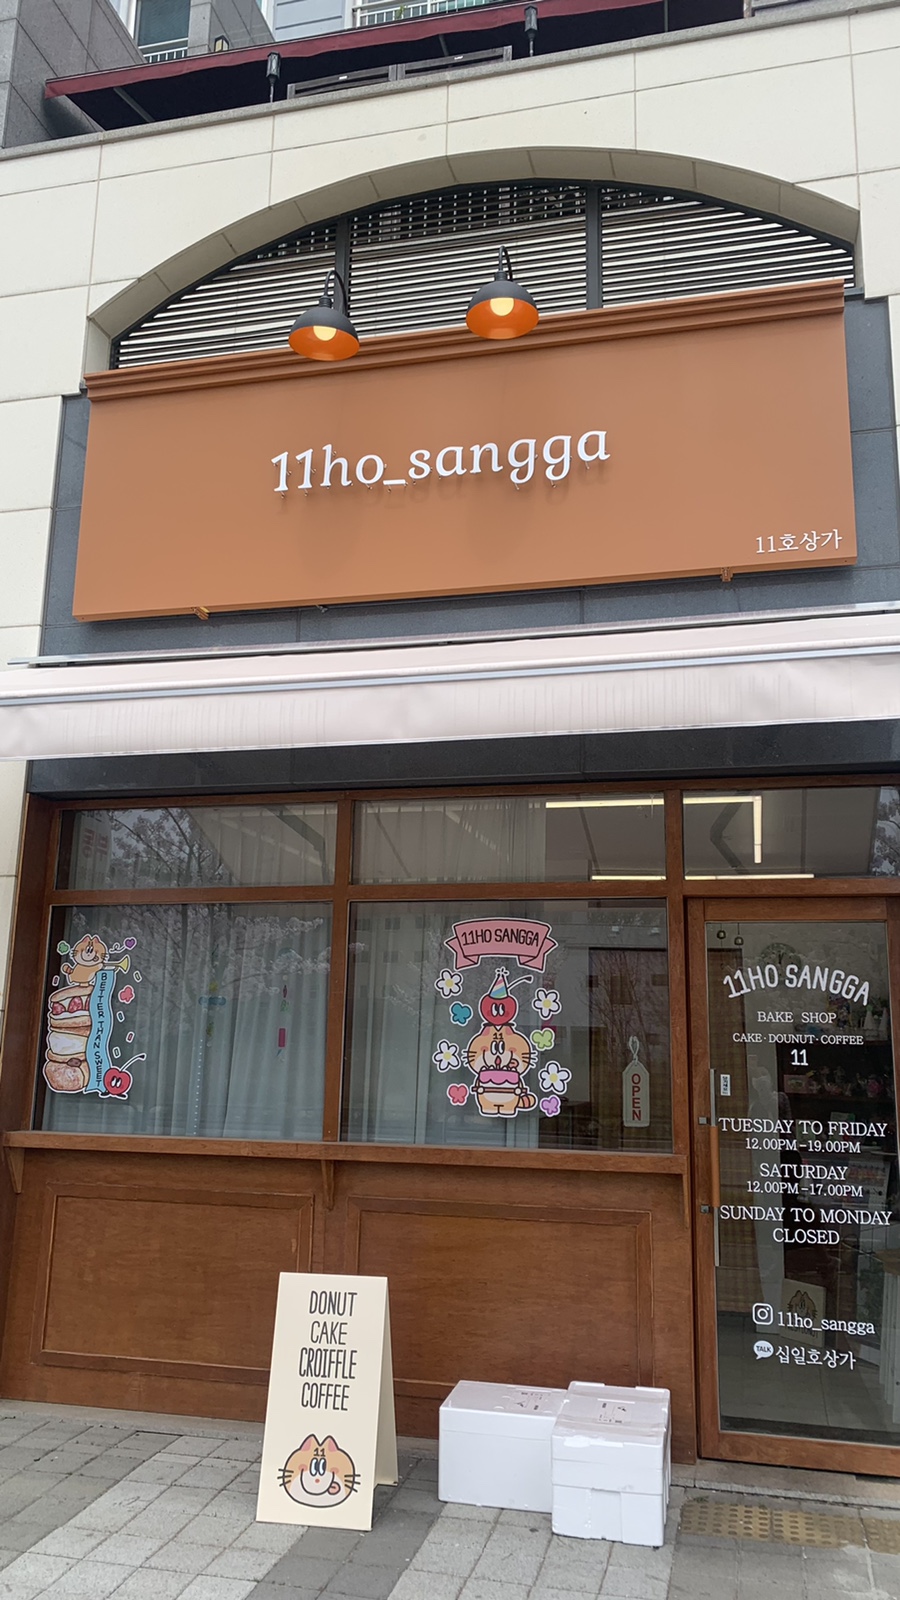 11ho_sangga
11호상가
BETTER THAN SWEET
11HO SANGGA
11
OPEN
11HO SANGGA
BAKE SHOP
CAKE·DOUNUT·COFFEE
11
TUESDAY TO FRIDAY
12.00PM-19.00PM
SATURDAY
12.00PM-17.00PM
SUNDAY TO MONDAY
CLOSED
11ho_sangga
TALK 십일호상가
DONUT
CAKE
CROIFFLE
COFFEE
11